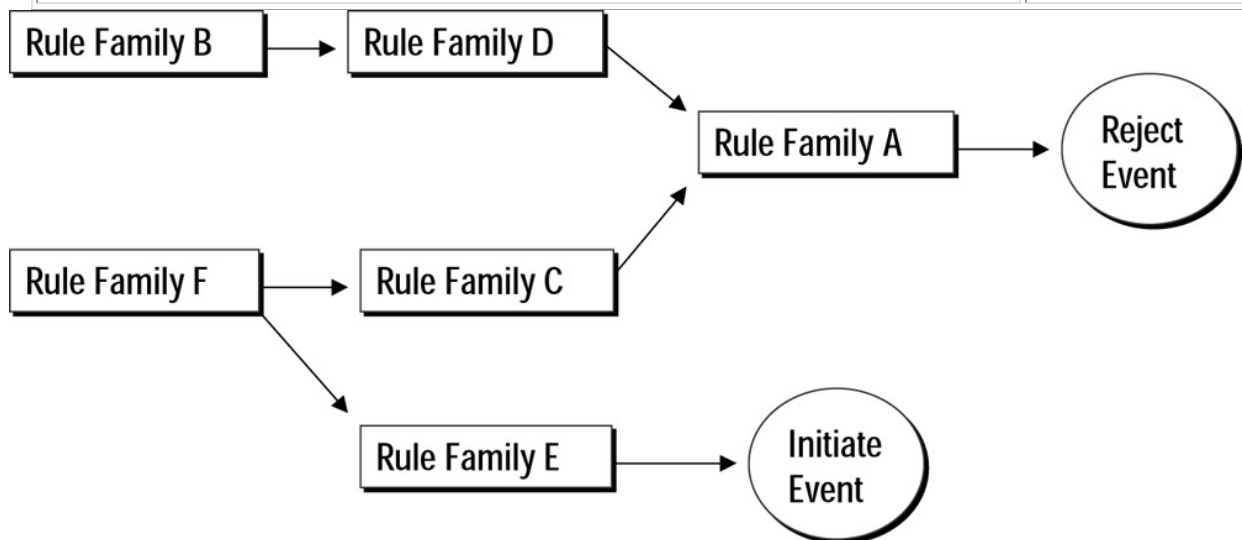 Rule Family B
Rule Family D
Rule Family A
Reject
Event
Rule Family F
Rule Family C
Rule Family E
Initiate
Event